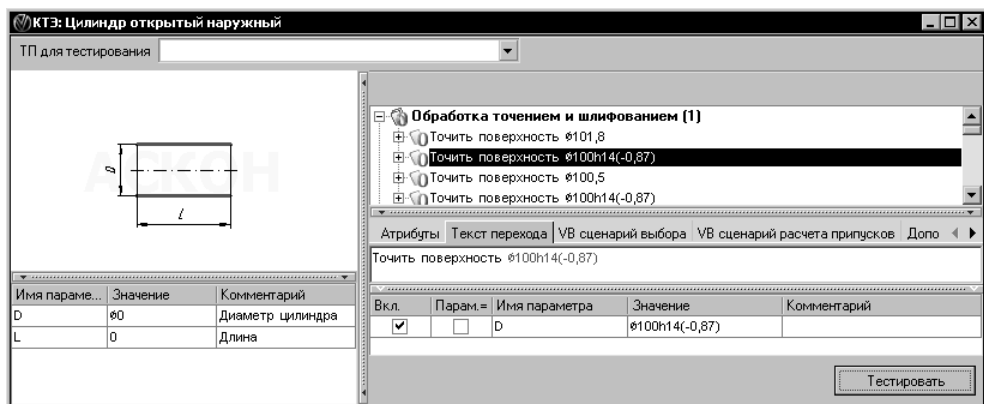 КТЭ: Цилиндр открытый наружный
ТП для тестирования
АСКОН
D
l
Обработка точением и шлифованием (1)
Точить поверхность ø101,8
Точить поверхность ø100h14(-0,87)
Точить поверхность ø100,5
Точить поверхность ø100h14(-0,87)
Атрибуты Текст перехода VB сценарий выбора VB сценарий расчета припусков Допо
Точить поверхность ø100h14(-0,87)
Имя параме... Значение Комментарий
D ø0 Диаметр цилиндра
L 0 Длина
Вкл. Парам.= Имя параметра Значение Комментарий
D ø100h14(-0,87)
Тестировать